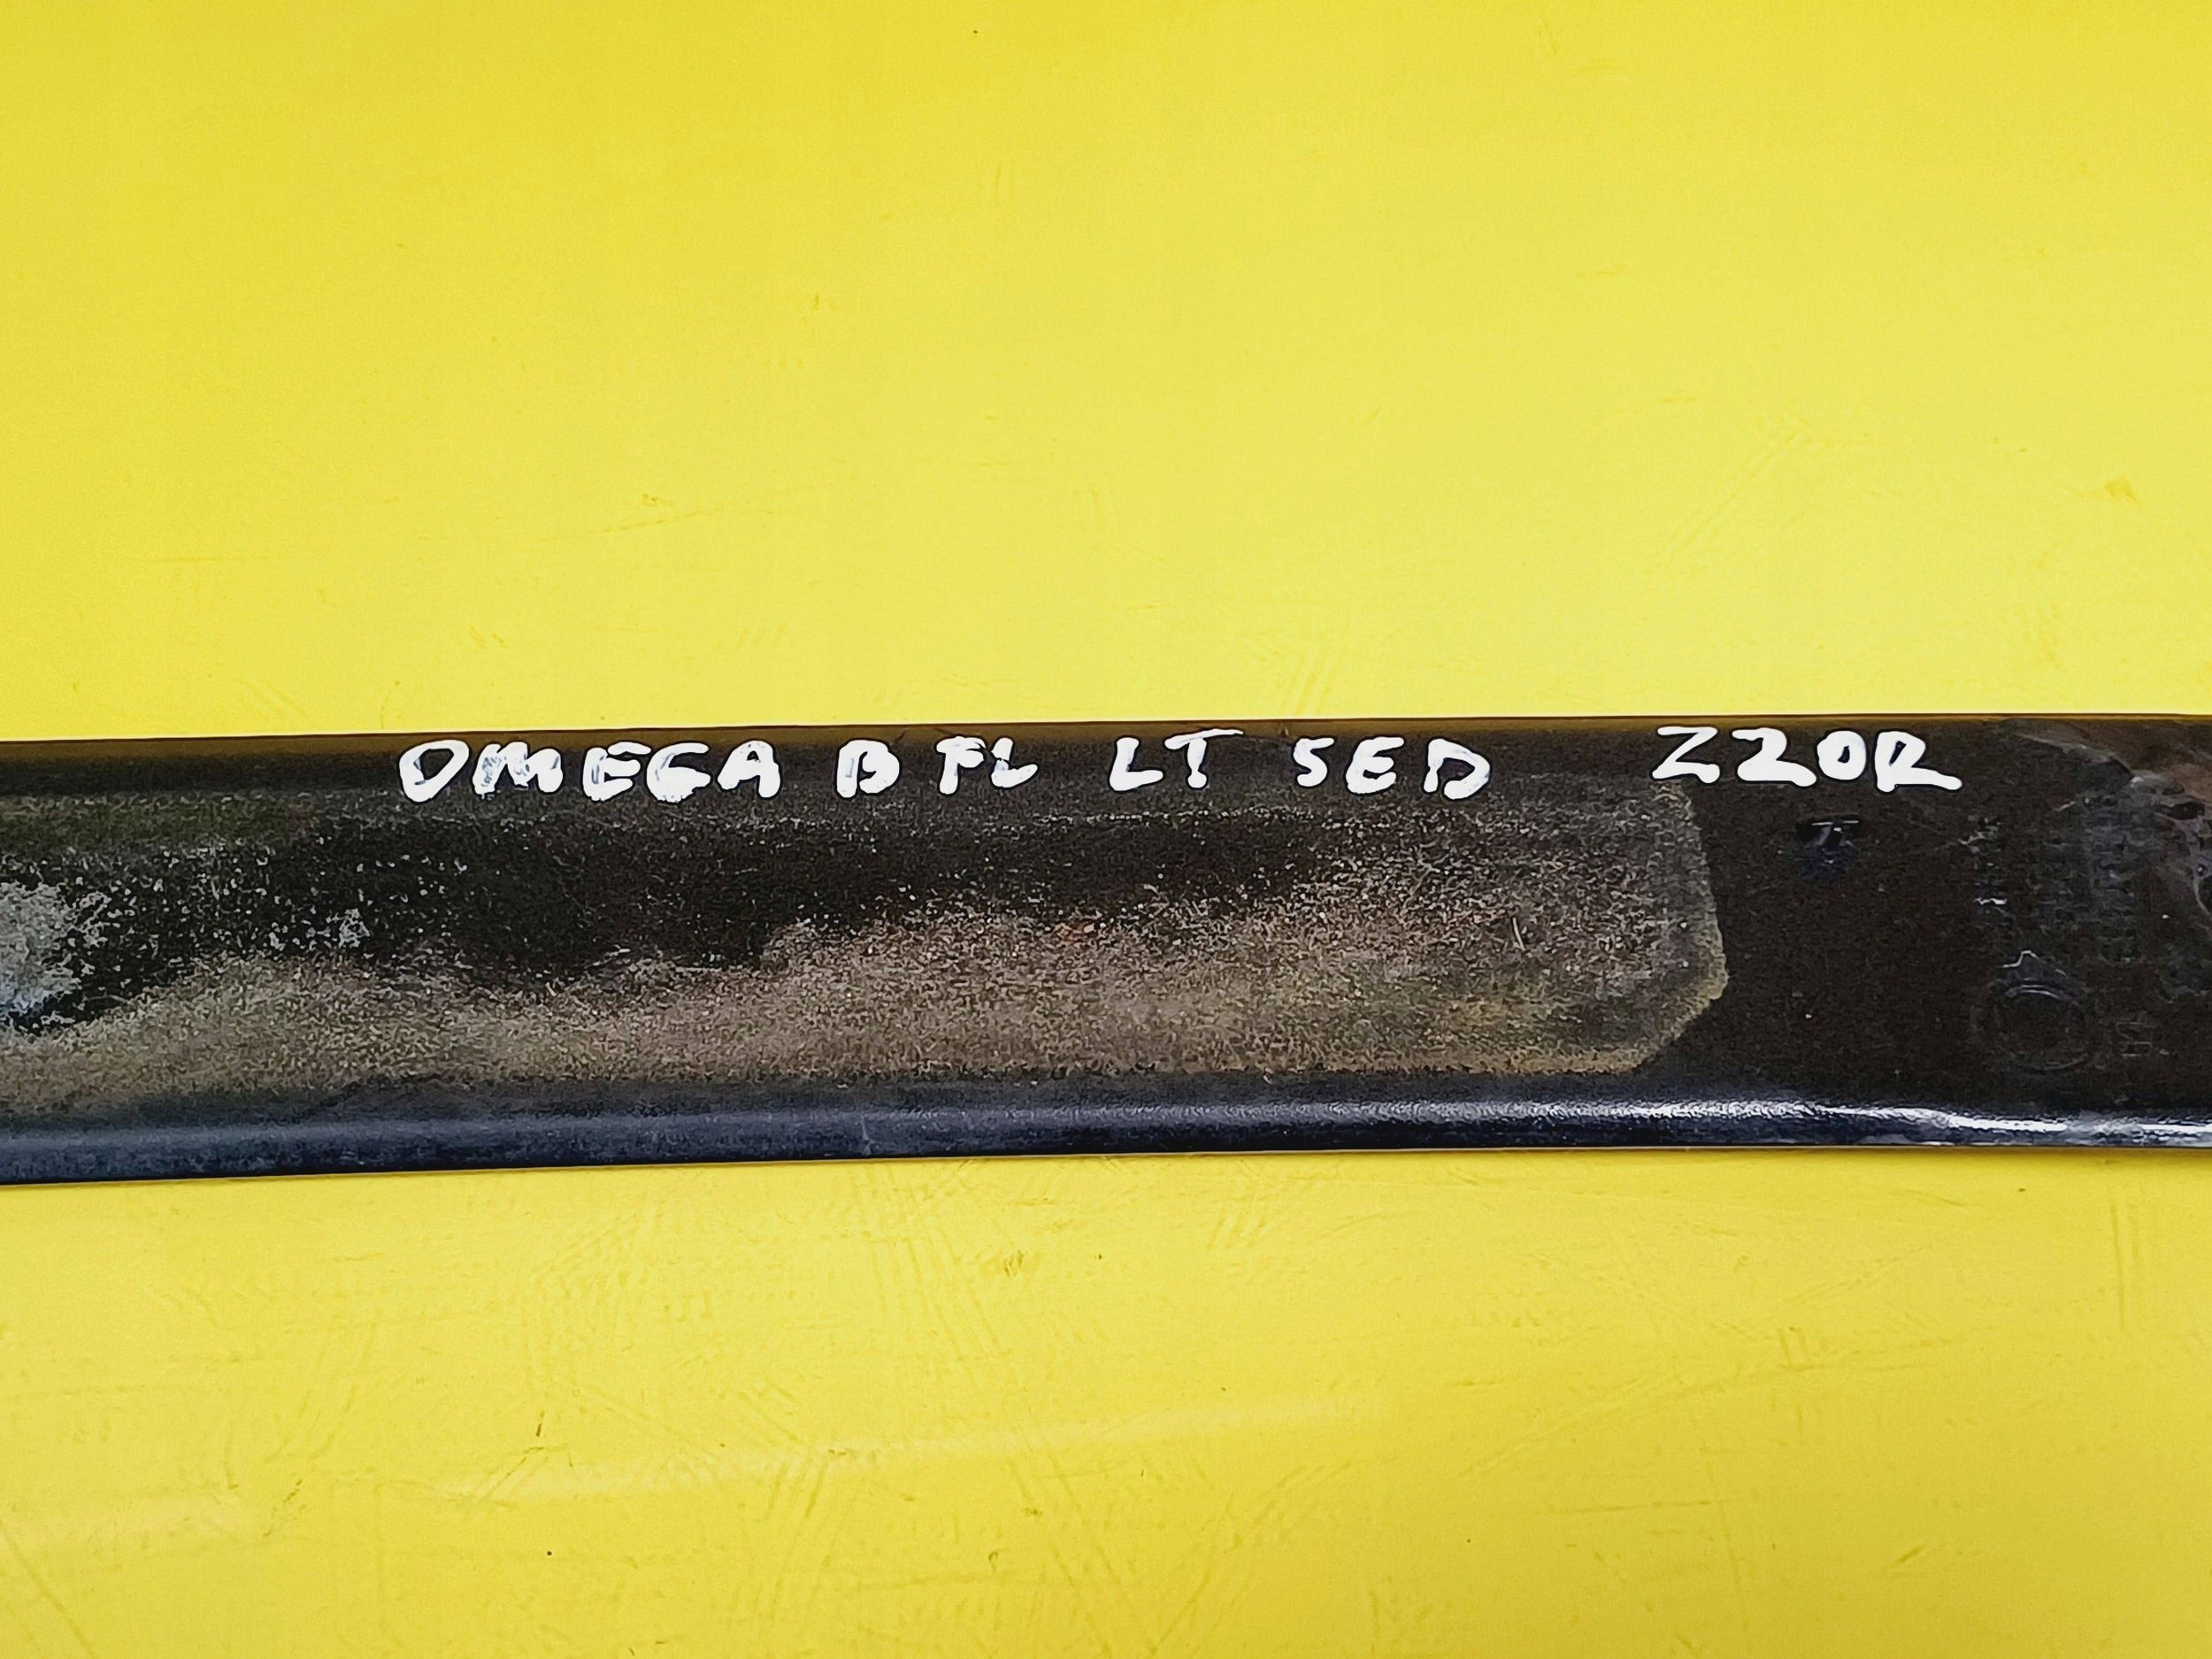 OMEGA B FL LT SED Z20R